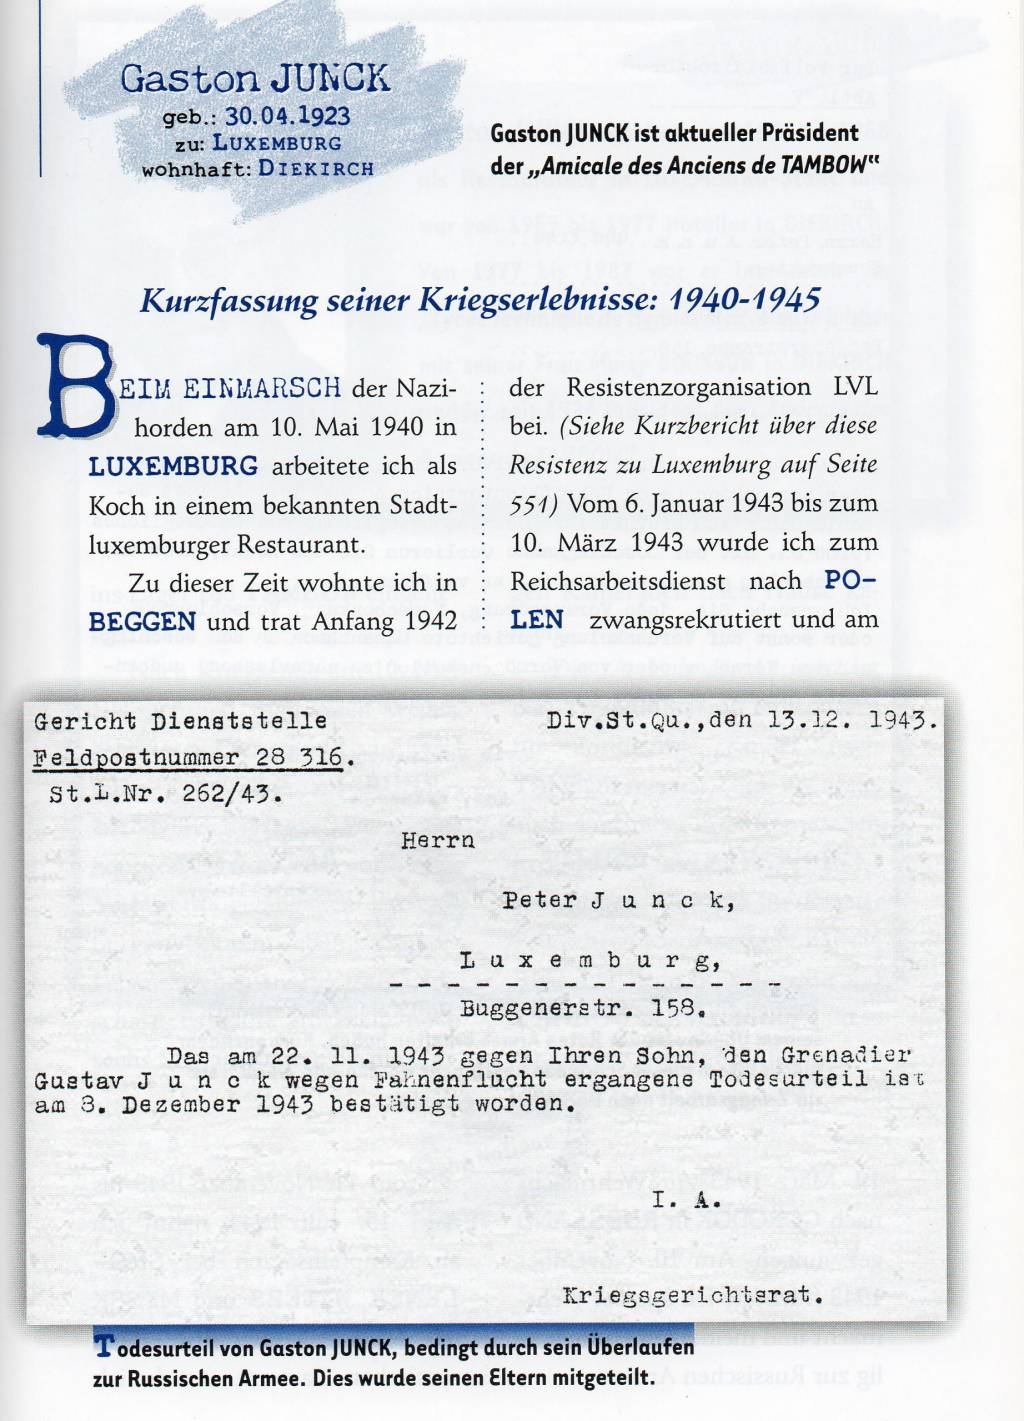 Gaston JUNCK
geb.: 30.04.1923
zu: LUXEMBURG
wohnhaft: DIEKIRCH
Gaston JUNCK ist aktueller Präsident
der „Amicale des Anciens de TAMBOW“
Kurzfassung seiner Kriegserlebnisse: 1940-1945
BEIM EINMARSCH der Nazi-
horden am 10. Mai 1940 in
LUXEMBURG arbeitete ich als
Koch in einem bekannten Stadt-
luxemburger Restaurant.
Zu dieser Zeit wohnte ich in
BEGGEN und trat Anfang 1942
der Resistenzorganisation LVL
bei. (Siehe Kurzbericht über diese
Resistenz zu Luxemburg auf Seite
551) Vom 6. Januar 1943 bis zum
10. März 1943 wurde ich zum
Reichsarbeitsdienst nach PO-
LEN zwangsrekrutiert und am
Gericht Dienststelle
Feldpostnummer 28 316.
St.L.Nr. 262/43.
Div.St.Qu.,den 13.12. 1943.
Herrn
Peter J u n c k,
L u x e m b u r g,
Buggenerstr. 158.
Das am 22. 11. 1943 gegen Ihren Sohn, den Grenadier
Gustav J u n c k wegen Fahnenflucht ergangene Todesurteil ist
am 8. Dezember 1943 bestätigt worden.
I. A.
Kriegsgerichtsrat.
Todesurteil von Gaston JUNCK, bedingt durch sein Überlaufen
zur Russischen Armee. Dies wurde seinen Eltern mitgeteilt.